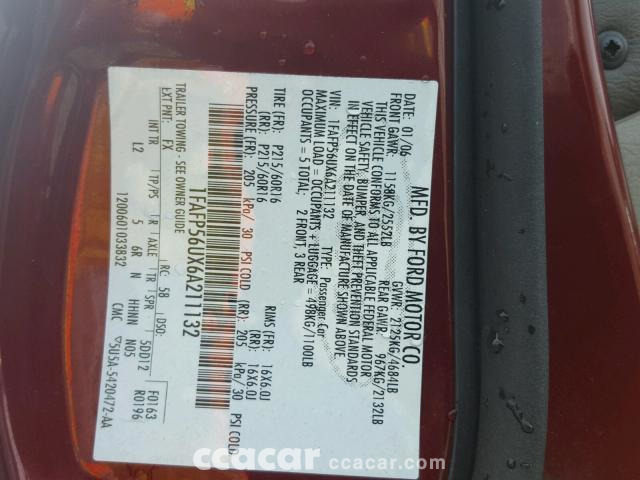 MFD. BY FORD MOTOR CO
DATE: 01/06 GVWR: 2125KG/4684LB
FRONT GAWR: 1158KG/2552LB REAR GAWR: 967KG/2132LB
THIS VEHICLE CONFORMS TO ALL APPLICABLE FEDERAL MOTOR
VEHICLE SAFETY, BUMPER, AND THEFT PREVENTION STANDARDS
IN EFFECT ON THE DATE OF MANUFACTURE SHOWN ABOVE.
VIN: 1FAFP56UX6A211132 TYPE: Passenger Car
MAXIMUM LOAD = OCCUPANTS + LUGGAGE = 498KG/1100LB
OCCUPANTS = 5 TOTAL: 2 FRONT, 3 REAR
TIRE (FR): P215/60R16 RIMS (FR): 16X6.0J
(RR): P215/60R16 (RR): 16X6.0J
PRESSURE (FR): 205 kPa/ 30 PSI COLD (RR): 205 kPa/ 30 PSI COLD
1FAFP56UX6A211132
TRAILER TOWING - SEE OWNER GUIDE
EXT PNT: FX RC: 58 DSO: F0163
R0196
INT TR TP/PS R AXLE TR SPR 5DD12
L2 5 6R N HHNN N05
1200601033832 CMC ▽5U5A-5420472-AA
ccacar ccacar.com